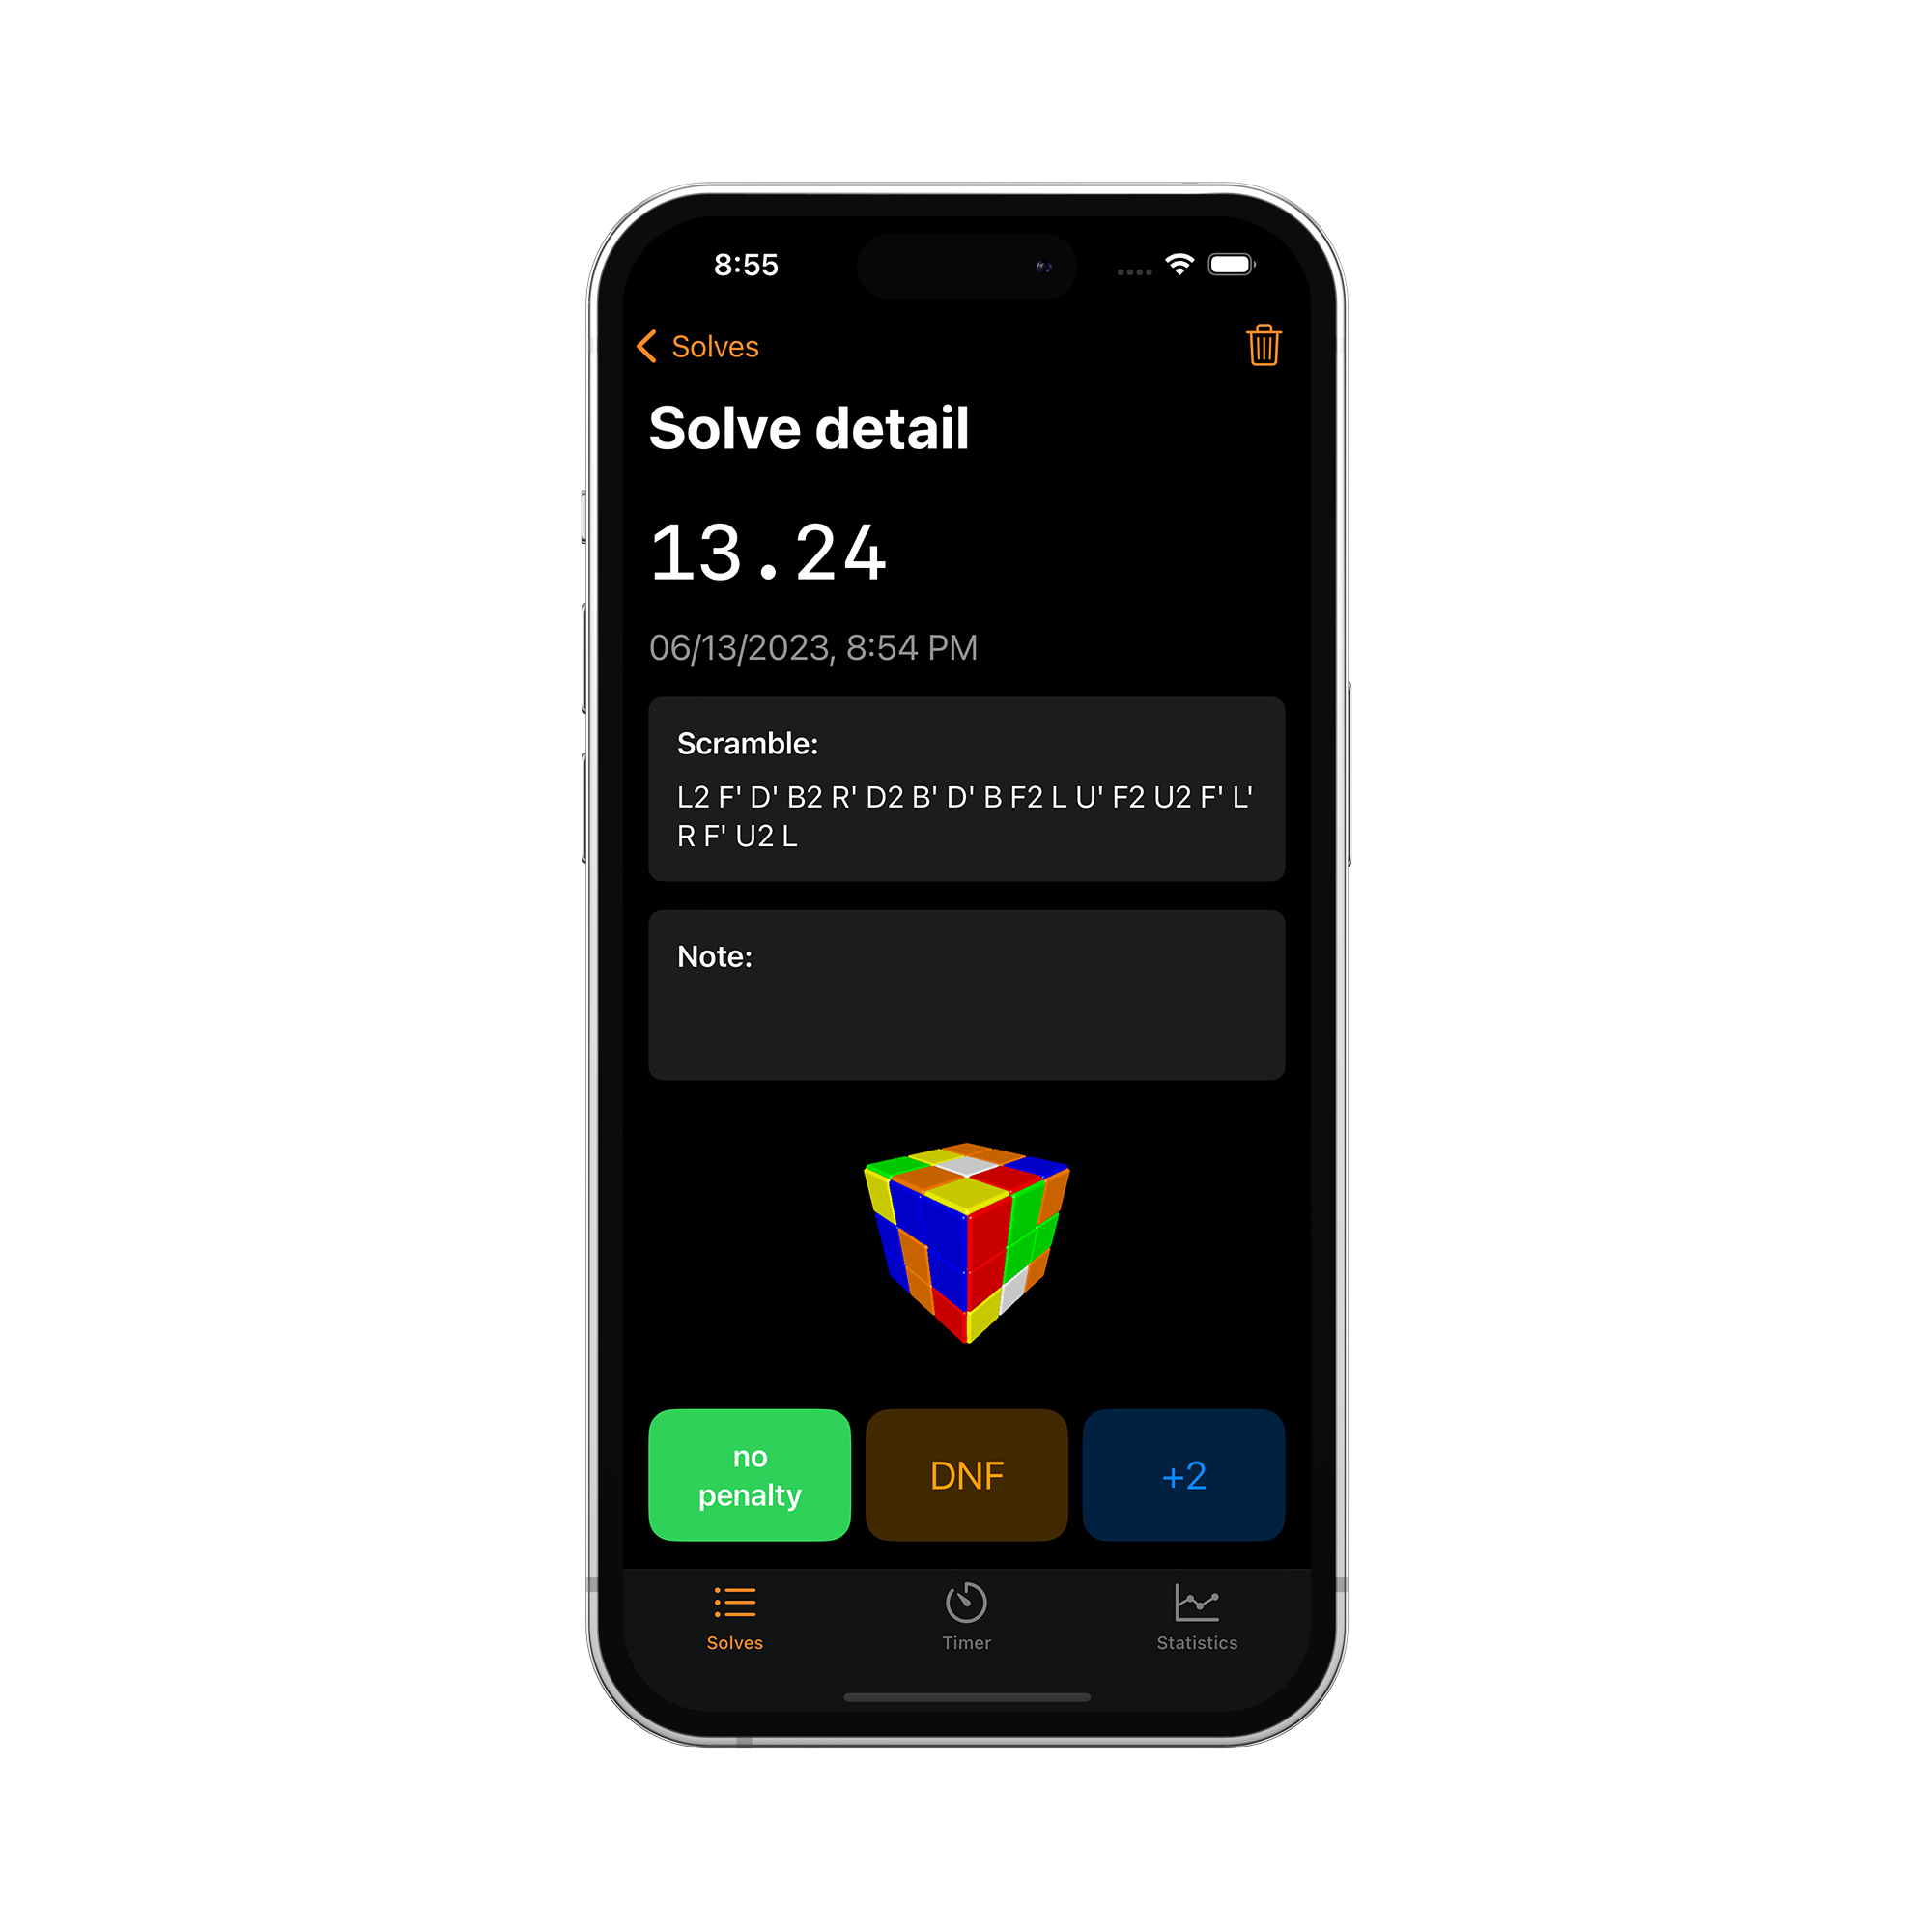 8:55
Solves
Solve detail
13.24
06/13/2023, 8:54 PM
Scramble:
L2 F' D' B2 R' D2 B' D' B F2 L U' F2 U2 F' L'
R F' U2 L
Note:
no
penalty
DNF
+2
Solves
Timer
Statistics